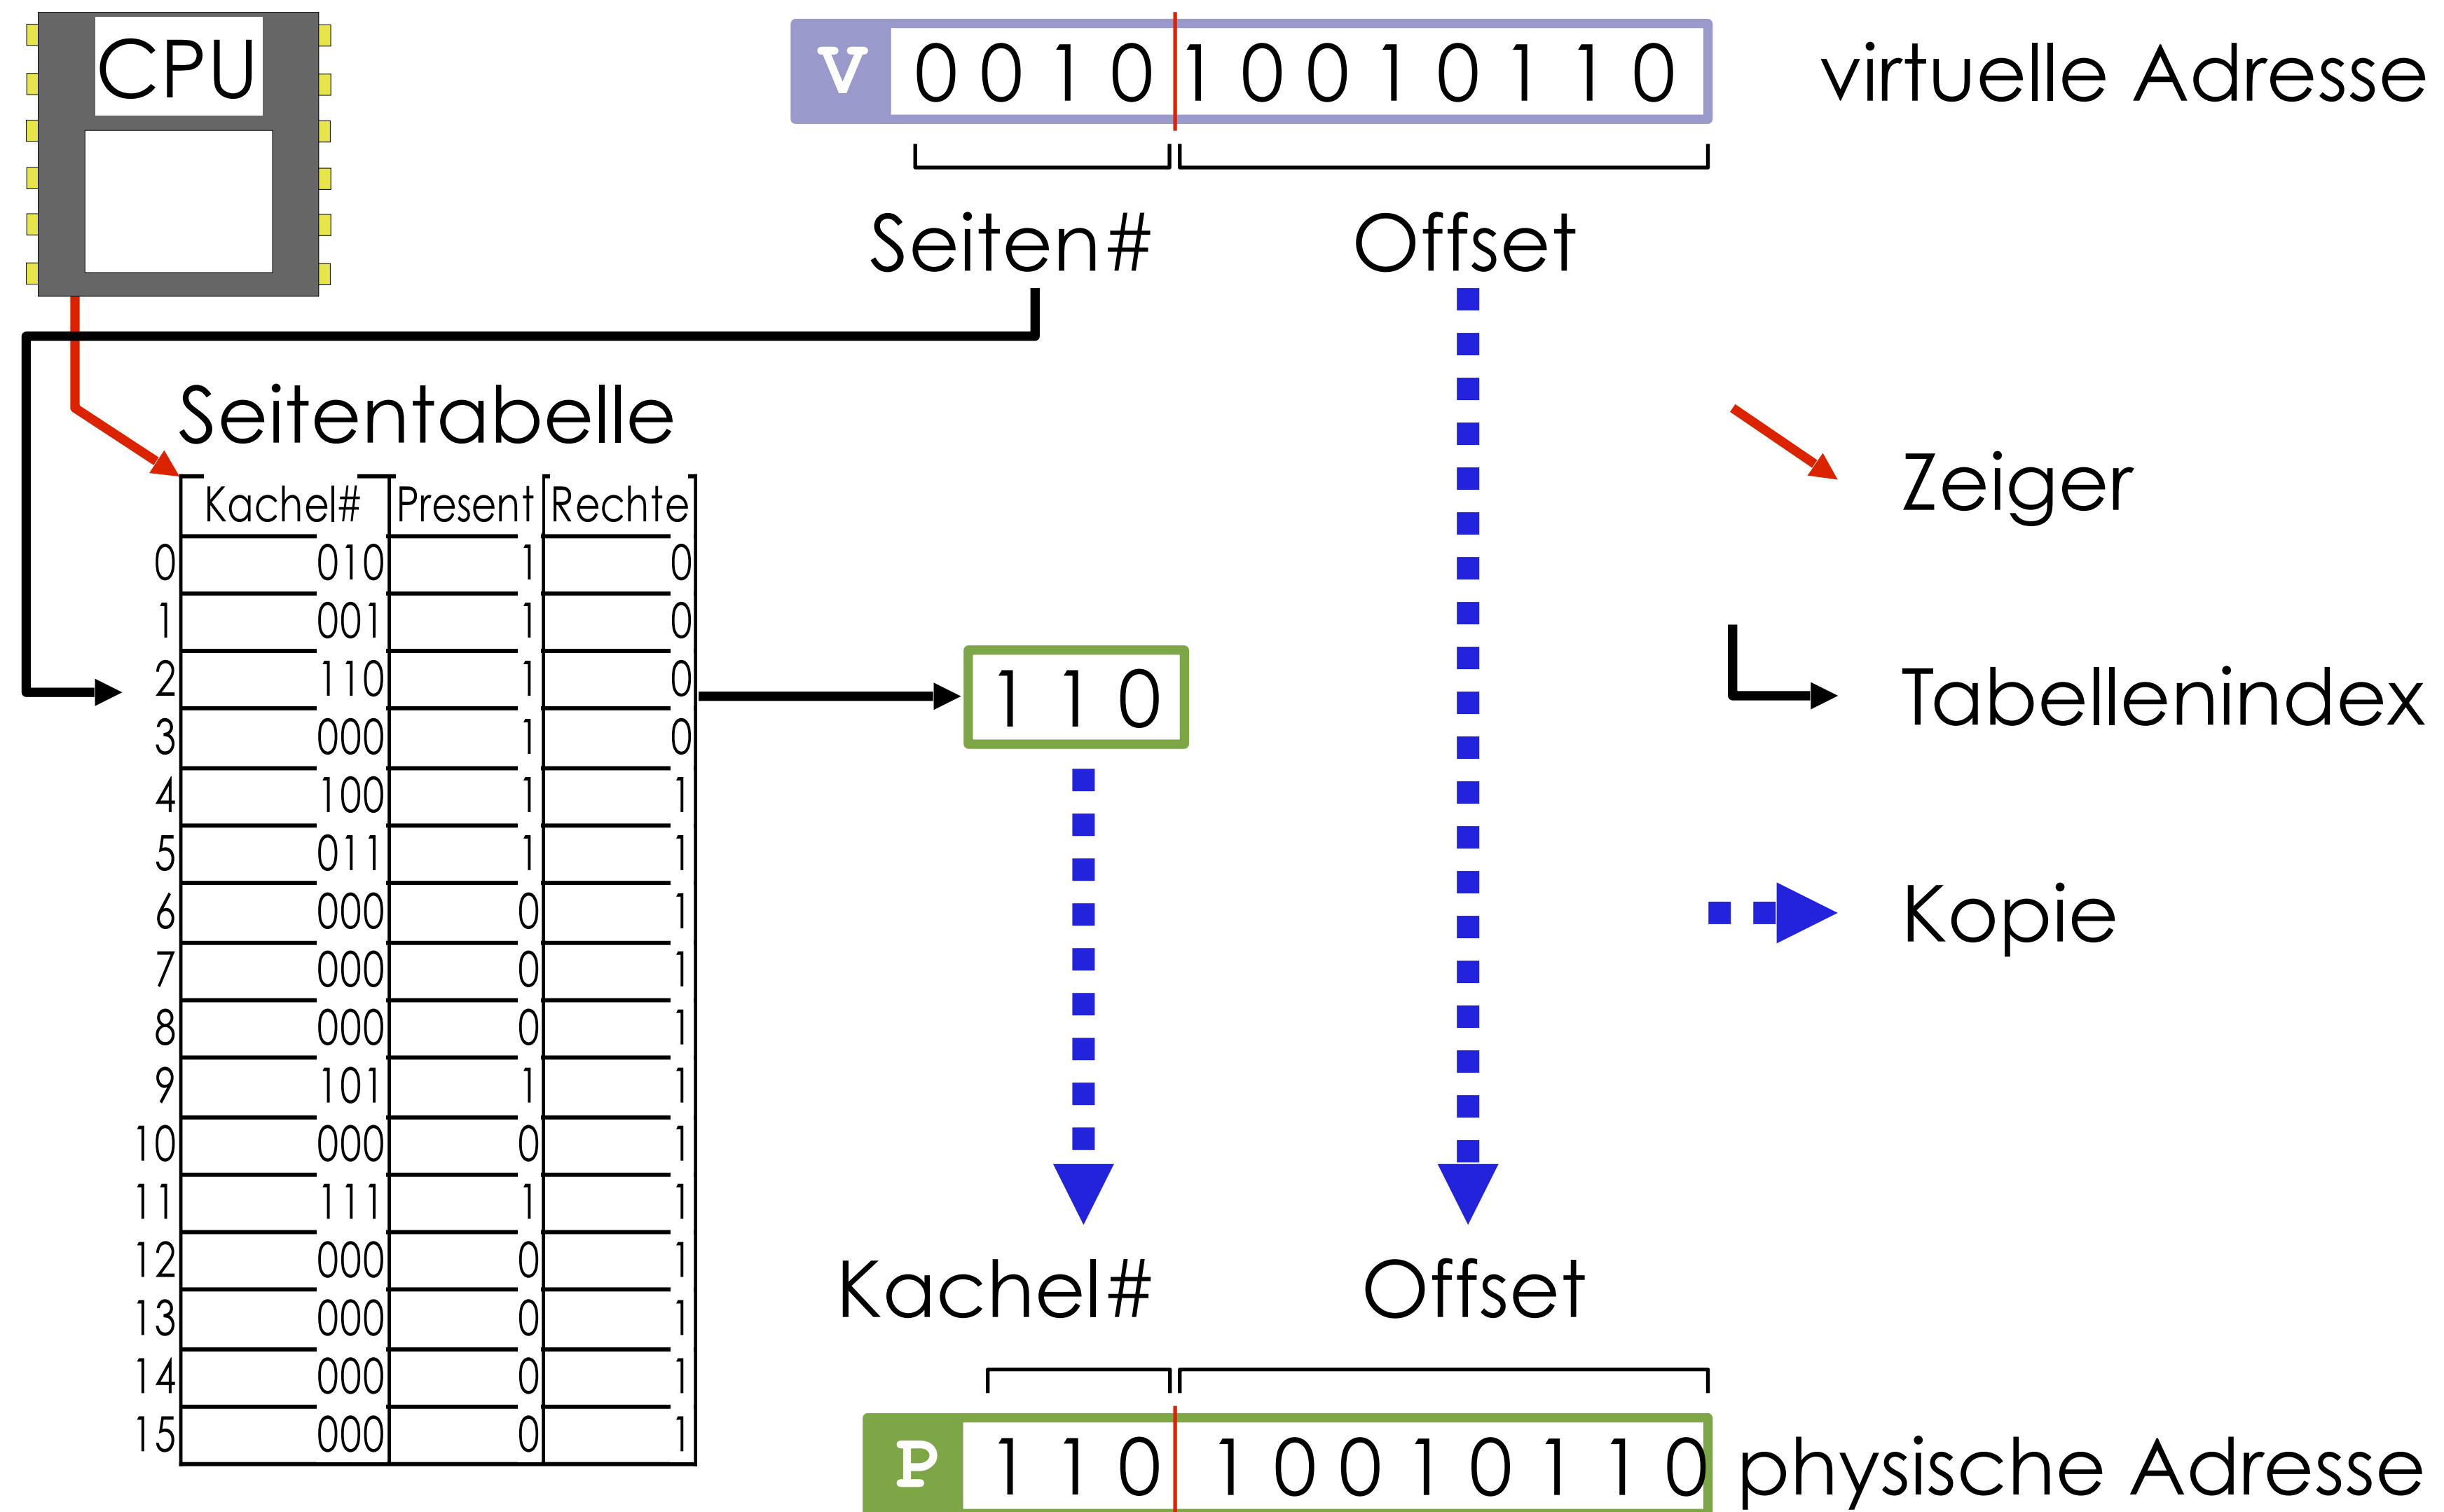 CPU
V 0 0 1 0 1 0 0 1 0 1 1 0 virtuelle Adresse
Seiten# Offset
Seitentabelle
Zeiger
Kachel# Present Rechte
0 010 1 0
1 001 1 0
2 110 1 0
3 000 1 0
4 100 1 1
5 011 1 1
6 000 0 1
7 000 0 1
8 000 0 1
9 101 1 1
10 000 0 1
11 111 1 1
12 000 0 1
13 000 0 1
14 000 0 1
15 000 0 1
1 1 0
Tabellenindex
Kopie
Kachel# Offset
P 1 1 0 1 0 0 1 0 1 1 0 physische Adresse